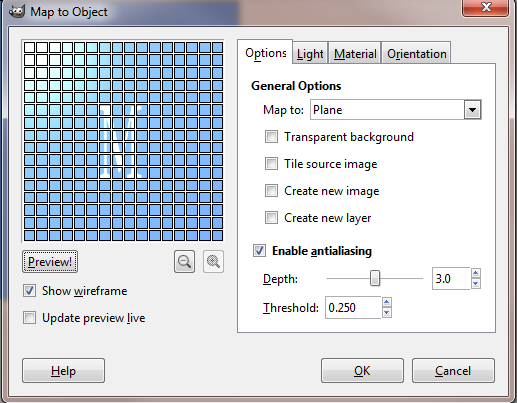 Map to Object
Options Light Material Orientation
General Options
Map to: Plane
Transparent background
Tile source image
Create new image
Create new layer
Enable antialiasing
Depth: 3.0
Threshold: 0.250
M
Preview!
Show wireframe
Update preview live
Help OK Cancel